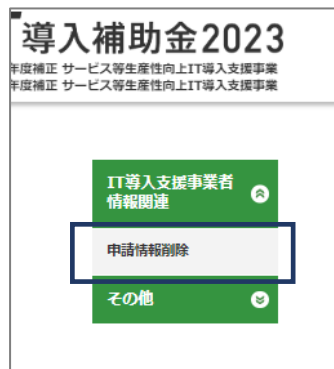 導入補助金2023
年度補正 サービス等生産性向上IT導入支援事業
年度補正 サービス等生産性向上IT導入支援事業
IT導入支援事業者
情報関連
申請情報削除
その他